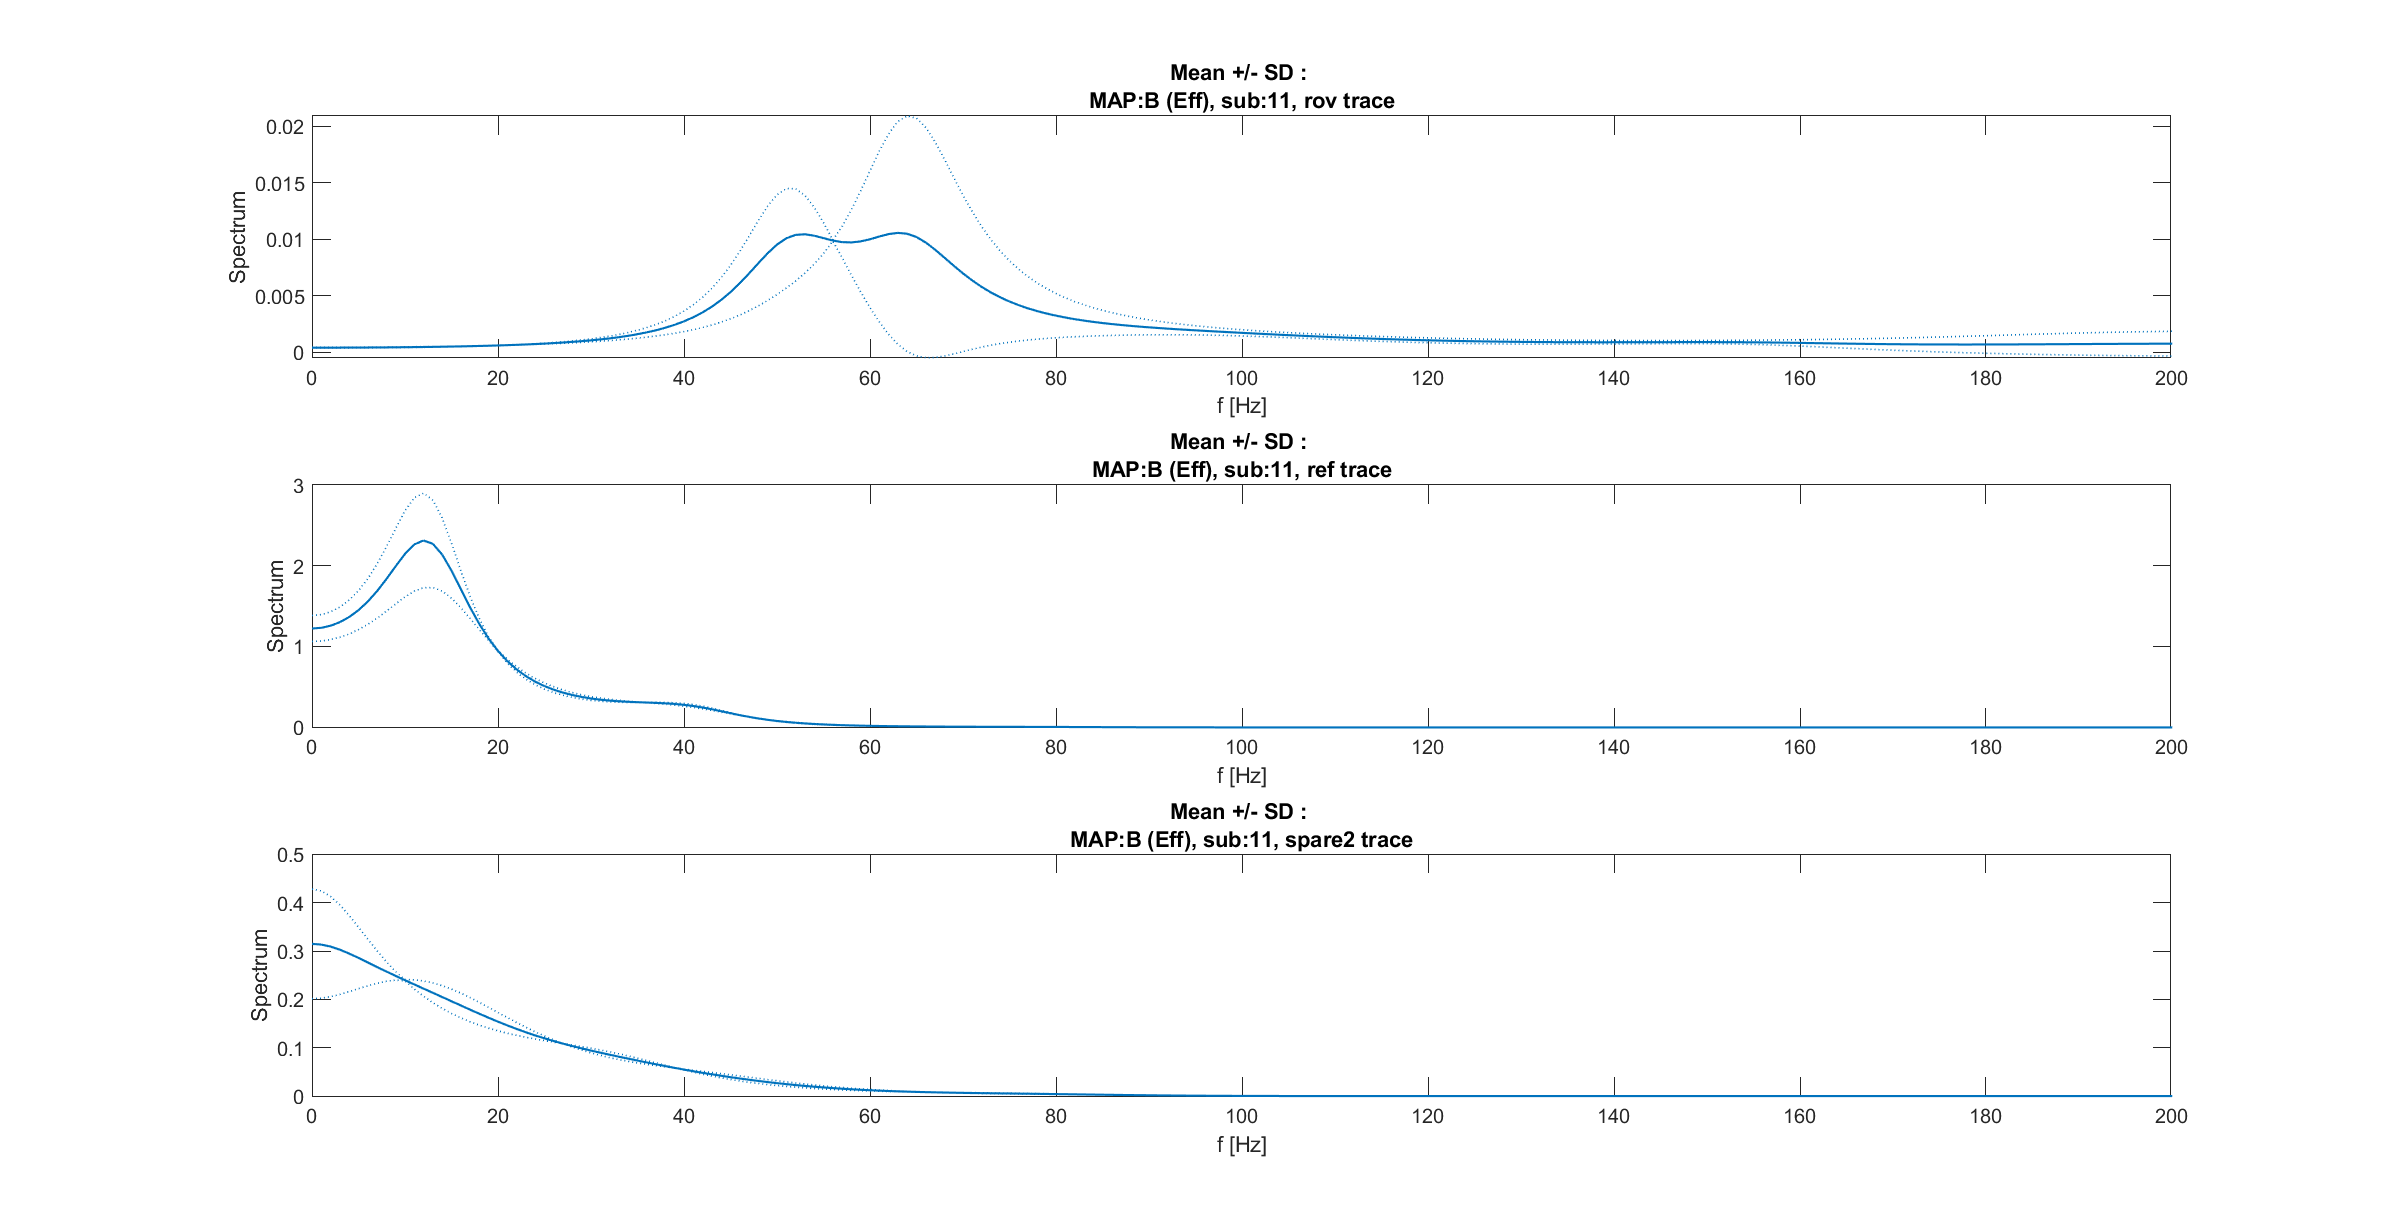 Mean +/- SD :
MAP:B (Eff), sub:11, rov trace
0.02
0.015
0.01
0.005
0
Spectrum
0 20 40 60 80 100 120 140 160 180 200
f [Hz]
Mean +/- SD :
MAP:B (Eff), sub:11, ref trace
3
2
1
0
Spectrum
0 20 40 60 80 100 120 140 160 180 200
f [Hz]
Mean +/- SD :
MAP:B (Eff), sub:11, spare2 trace
0.5
0.4
0.3
0.2
0.1
0
Spectrum
0 20 40 60 80 100 120 140 160 180 200
f [Hz]